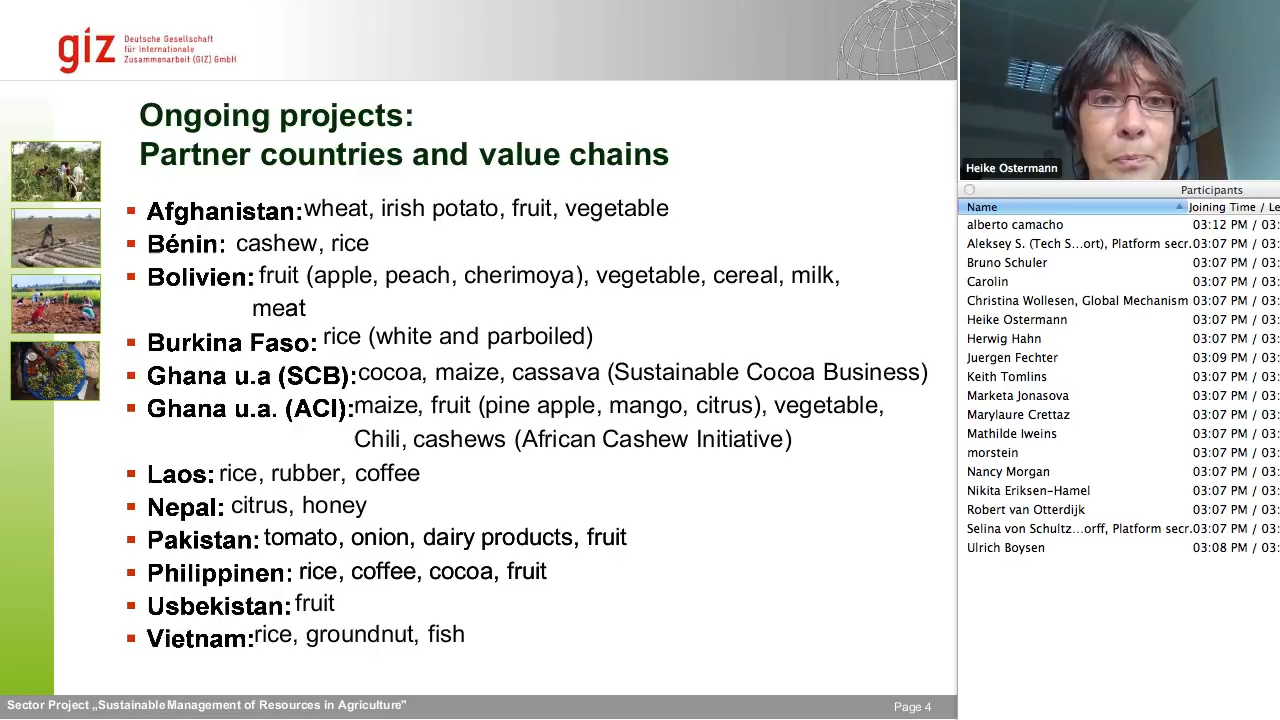 giz
Deutsche Gesellschaft
für Internationale
Zusammenarbeit (GIZ) GmbH
Ongoing projects:
Partner countries and value chains
Afghanistan: wheat, irish potato, fruit, vegetable
Bénin: cashew, rice
Bolivien: fruit (apple, peach, cherimoya), vegetable, cereal, milk,
meat
Burkina Faso: rice (white and parboiled)
Ghana u.a (SCB): cocoa, maize, cassava (Sustainable Cocoa Business)
Ghana u.a. (ACI): maize, fruit (pine apple, mango, citrus), vegetable,
Chili, cashews (African Cashew Initiative)
Laos: rice, rubber, coffee
Nepal: citrus, honey
Pakistan: tomato, onion, dairy products, fruit
Philippinen: rice, coffee, cocoa, fruit
Usbekistan: fruit
Vietnam: rice, groundnut, fish
Sector Project „Sustainable Management of Resources in Agriculture"
Page 4
Heike Ostermann
Participants
Name Joining Time / Le
alberto camacho 03:12 PM / 03:
Aleksey S. (Tech S...ort), Platform secr. 03:07 PM / 03:
Bruno Schuler 03:07 PM / 03:
Carolin 03:07 PM / 03:
Christina Wollesen, Global Mechanism 03:07 PM / 03:
Heike Ostermann 03:07 PM / 03:
Herwig Hahn 03:07 PM / 03:
Juergen Fechter 03:09 PM / 03:
Keith Tomlins 03:07 PM / 03:
Marketa Jonasova 03:07 PM / 03:
Marylaure Crettaz 03:07 PM / 03:
Mathilde Iweins 03:07 PM / 03:
morstein 03:07 PM / 03:
Nancy Morgan 03:07 PM / 03:
Nikita Eriksen-Hamel 03:07 PM / 03:
Robert van Otterdijk 03:07 PM / 03:
Selina von Schultz...orff, Platform secr. 03:07 PM / 03:
Ulrich Boysen 03:08 PM / 03: